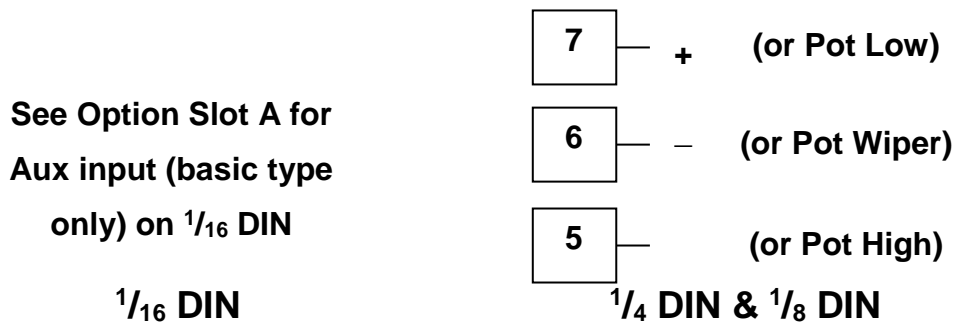 See Option Slot A for
Aux input (basic type
only) on 1/16 DIN
1/16 DIN
7 + (or Pot Low)
6 – (or Pot Wiper)
5 (or Pot High)
1/4 DIN & 1/8 DIN